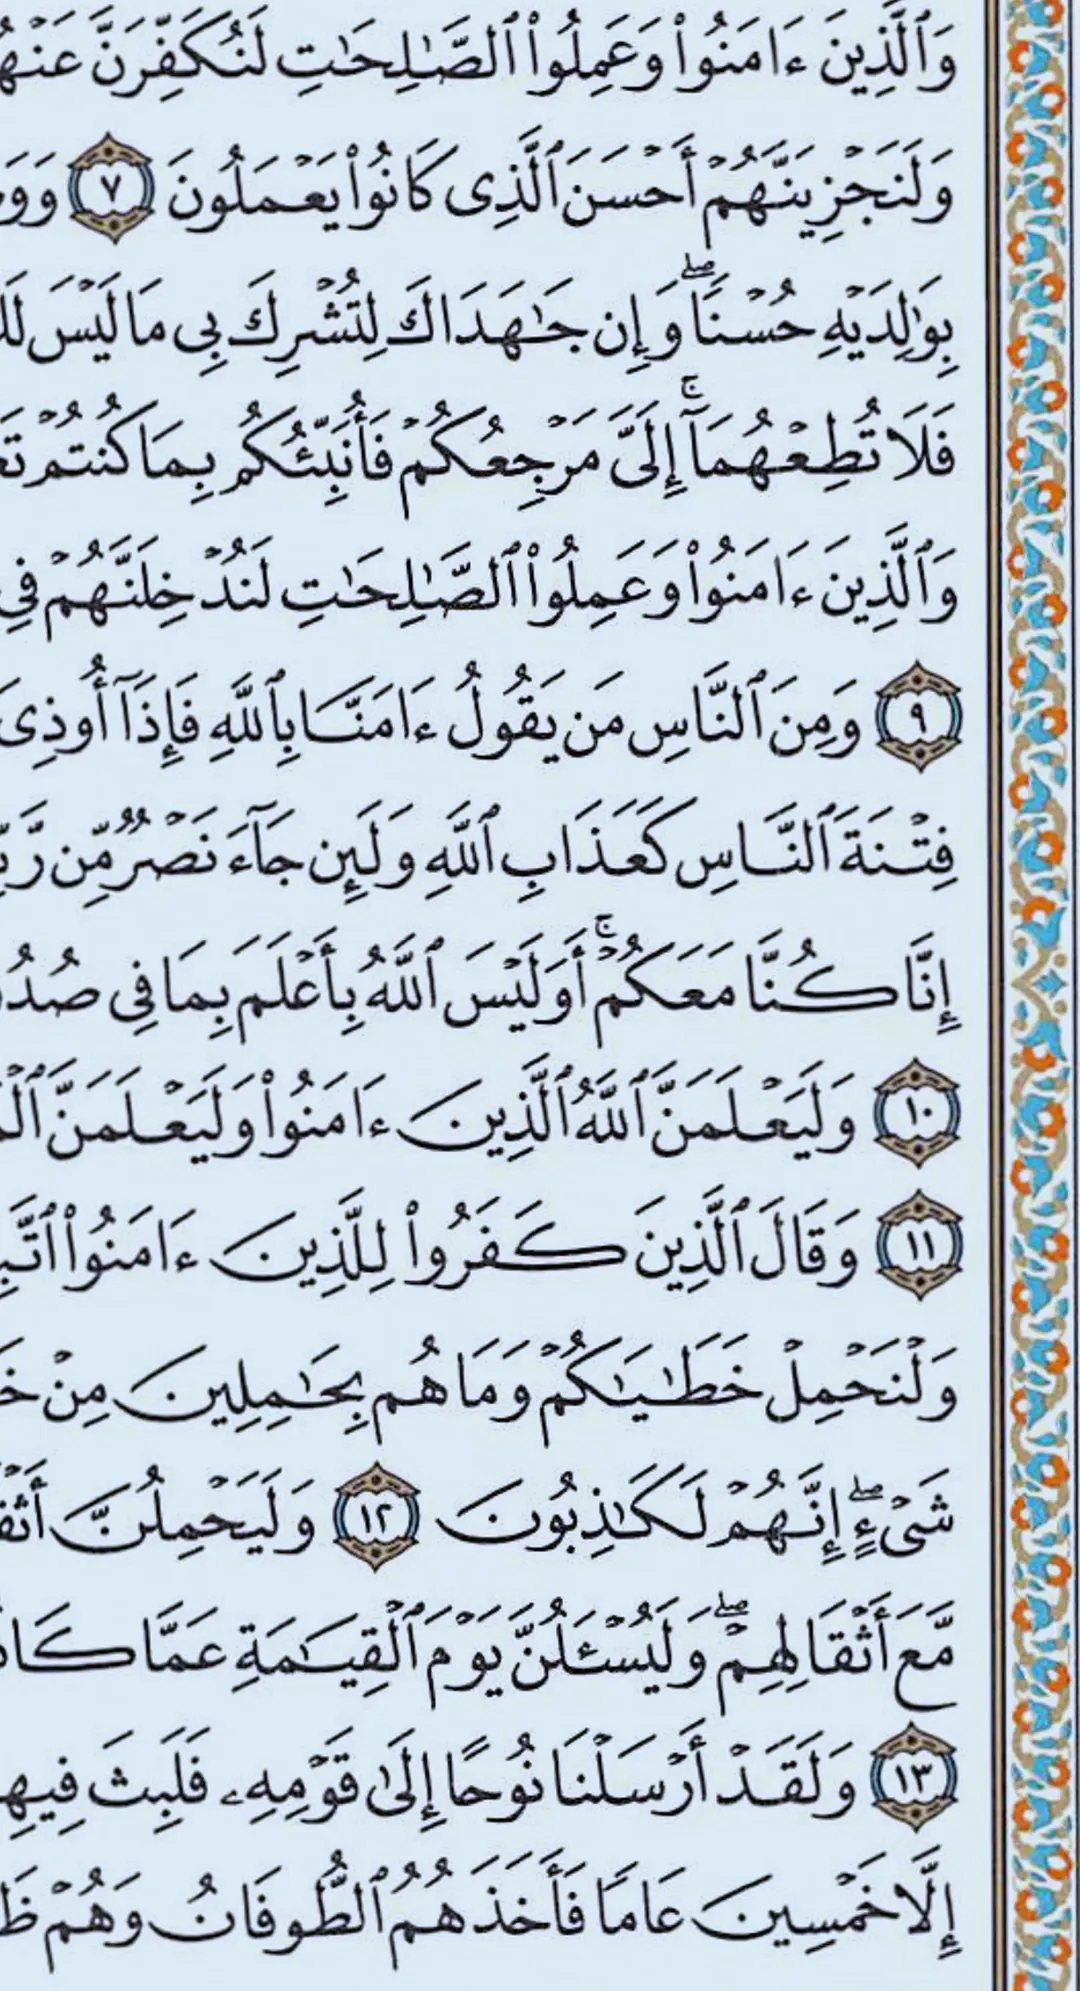 وَٱلَّذِينَ ءَامَنُوا۟ وَعَمِلُوا۟ ٱلصَّـٰلِحَـٰتِ لَنُكَفِّرَنَّ
وَلَنَجْزِيَنَّهُمْ أَحْسَنَ ٱلَّذِى كَانُوا۟ يَعْمَلُونَ ٧
بِوَٰلِدَيْهِ حُسْنًا ۖ وَإِن جَـٰهَدَاكَ لِتُشْرِكَ بِى مَا لَيْسَ
فَلَا تُطِعْهُمَآ ۚ إِلَىَّ مَرْجِعُكُمْ فَأُنَبِّئُكُم بِمَا كُنتُمْ
وَٱلَّذِينَ ءَامَنُوا۟ وَعَمِلُوا۟ ٱلصَّـٰلِحَـٰتِ لَنُدْخِلَنَّهُمْ فِى
٩ وَمِنَ ٱلنَّاسِ مَن يَقُولُ ءَامَنَّا بِٱللَّهِ فَإِذَآ أُوذِىَ
فِتْنَةَ ٱلنَّاسِ كَعَذَابِ ٱللَّهِ وَلَئِن جَآءَ نَصْرٌ مِّن
إِنَّا كُنَّا مَعَكُمْ ۚ أَوَلَيْسَ ٱللَّهُ بِأَعْلَمَ بِمَا فِى
١٠ وَلَيَعْلَمَنَّ ٱللَّهُ ٱلَّذِينَ ءَامَنُوا۟ وَلَيَعْلَمَنَّ
١١ وَقَالَ ٱلَّذِينَ كَفَرُوا۟ لِلَّذِينَ ءَامَنُوا۟
وَلْنَحْمِلْ خَطَـٰيَـٰكُمْ وَمَا هُم بِحَـٰمِلِينَ مِنْ
شَىْءٍ ۖ إِنَّهُمْ لَكَـٰذِبُونَ ١٢ وَلَيَحْمِلُنَّ
مَّعَ أَثْقَالِهِمْ ۖ وَلَيُسْـَٔلُنَّ يَوْمَ ٱلْقِيَـٰمَةِ عَمَّا
١٣ وَلَقَدْ أَرْسَلْنَا نُوحًا إِلَىٰ قَوْمِهِۦ فَلَبِثَ
إِلَّا خَمْسِينَ عَامًا فَأَخَذَهُمُ ٱلطُّوفَانُ وَهُمْ